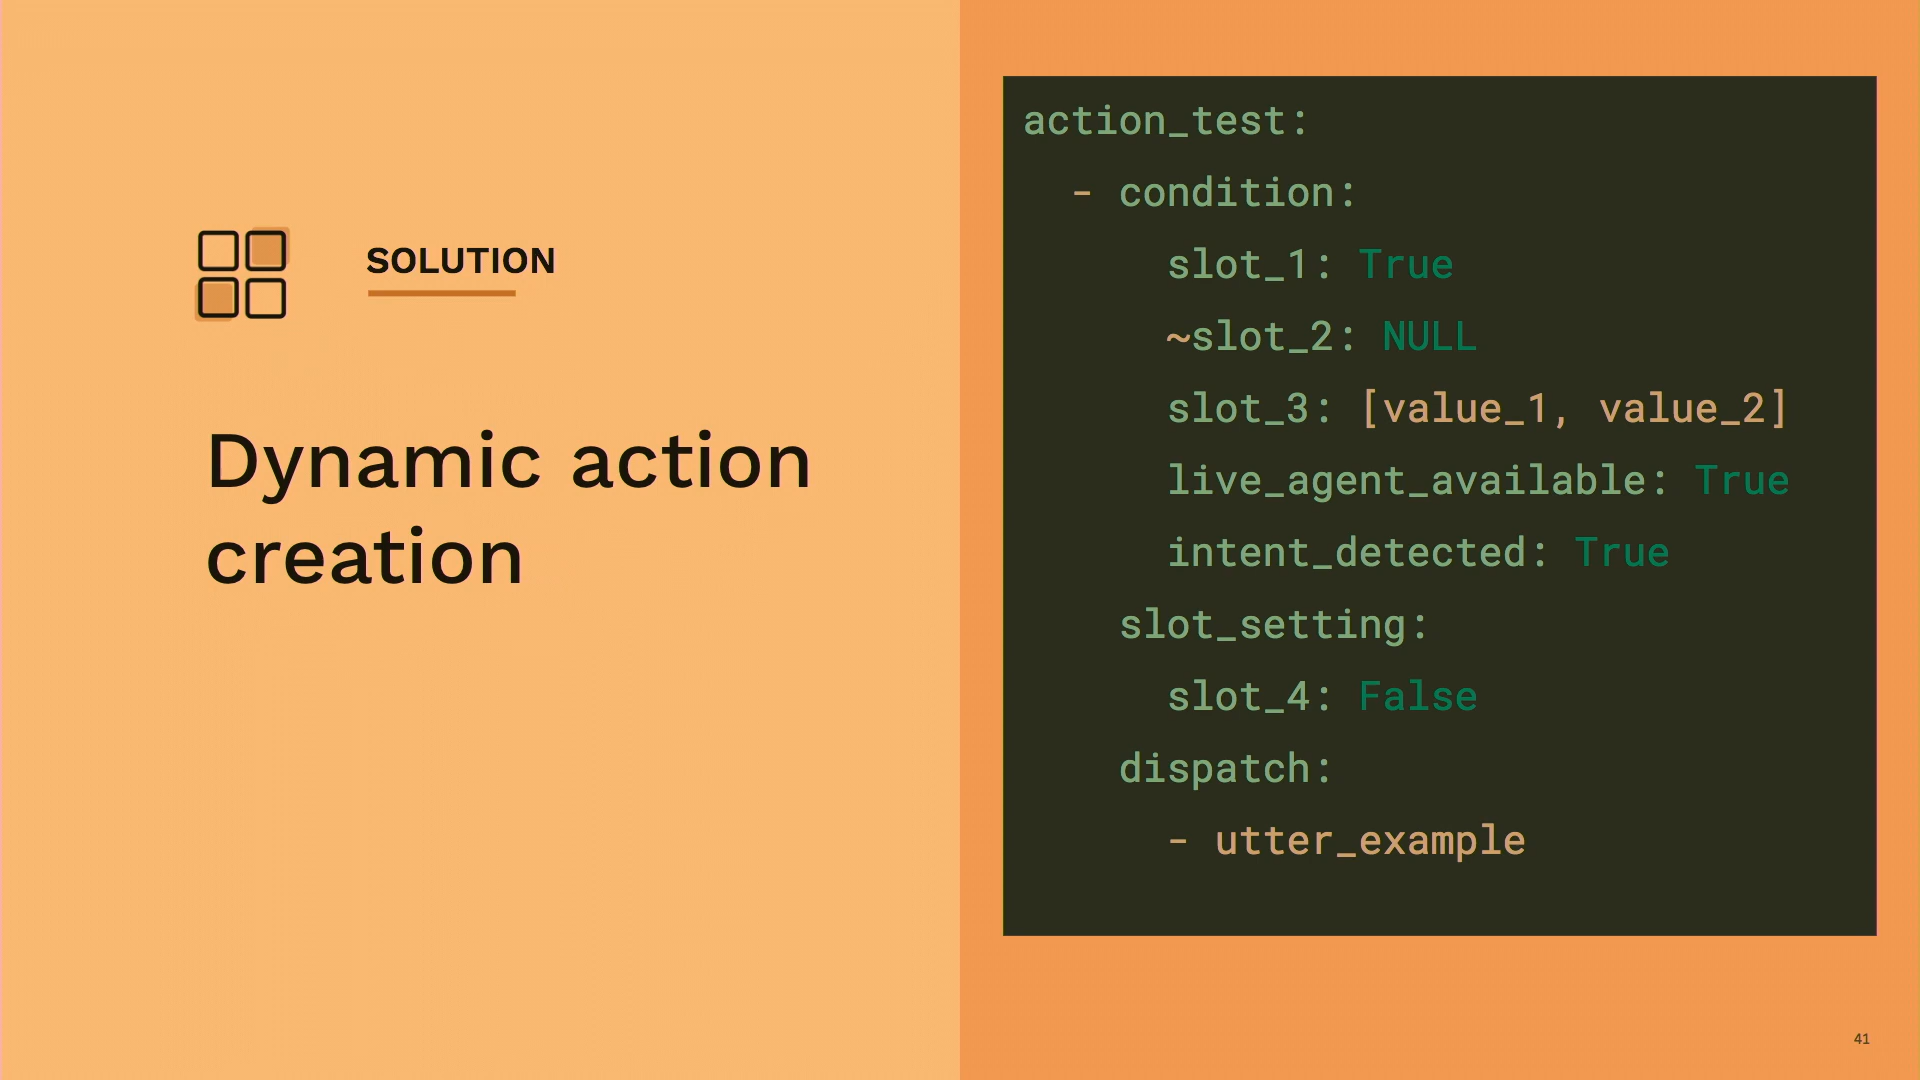 SOLUTION
Dynamic action
creation
action_test:
  - condition:
      slot_1: True
      ~slot_2: NULL
      slot_3: [value_1, value_2]
      live_agent_available: True
      intent_detected: True
    slot_setting:
      slot_4: False
    dispatch:
      - utter_example
41